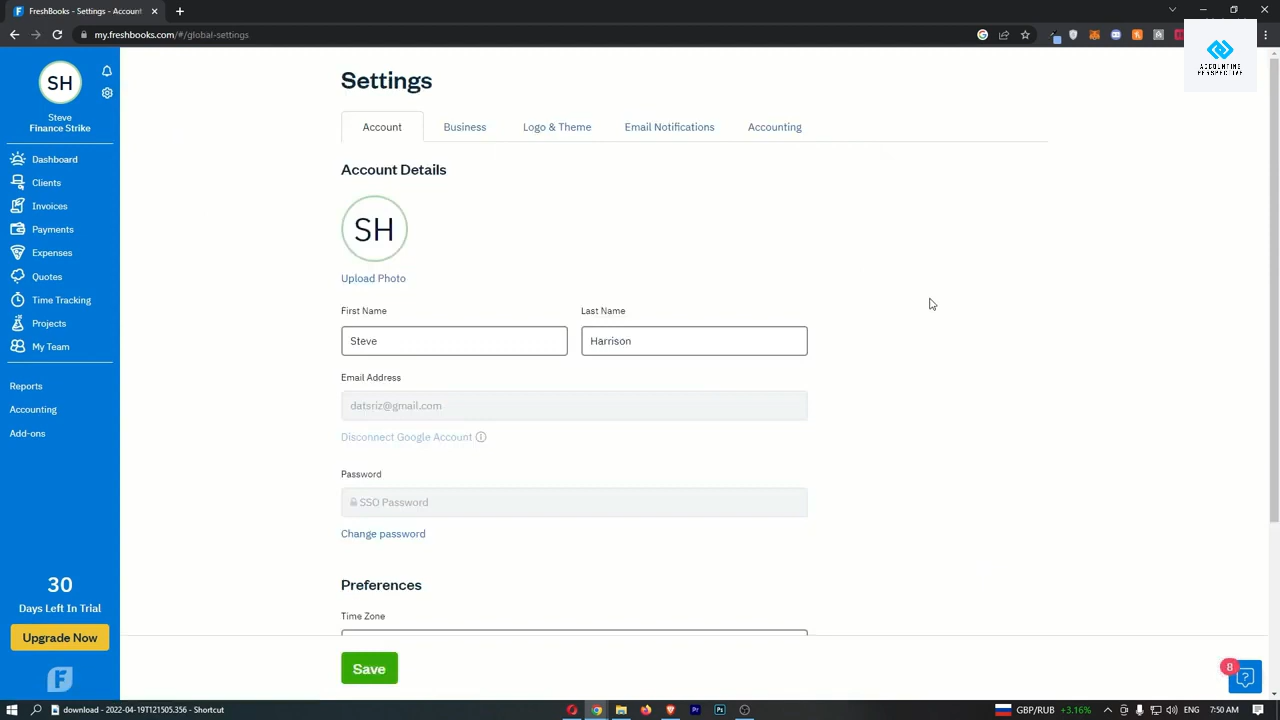 FreshBooks - Settings - Account
my.freshbooks.com/#/global-settings
ACCOUNTING
PERSPECTIVE
SH
Steve
Finance Strike
Dashboard
Clients
Invoices
Payments
Expenses
Quotes
Time Tracking
Projects
My Team
Reports
Accounting
Add-ons
30
Days Left In Trial
Upgrade Now
Settings
Account Business Logo & Theme Email Notifications Accounting
Account Details
SH
Upload Photo
First Name Last Name
Steve Harrison
Email Address
datsriz@gmail.com
Disconnect Google Account
Password
SSO Password
Change password
Preferences
Time Zone
Save
8
download - 2022-04-19T121505.356 - Shortcut
GBP/RUB +3.16% ENG 7:50 AM